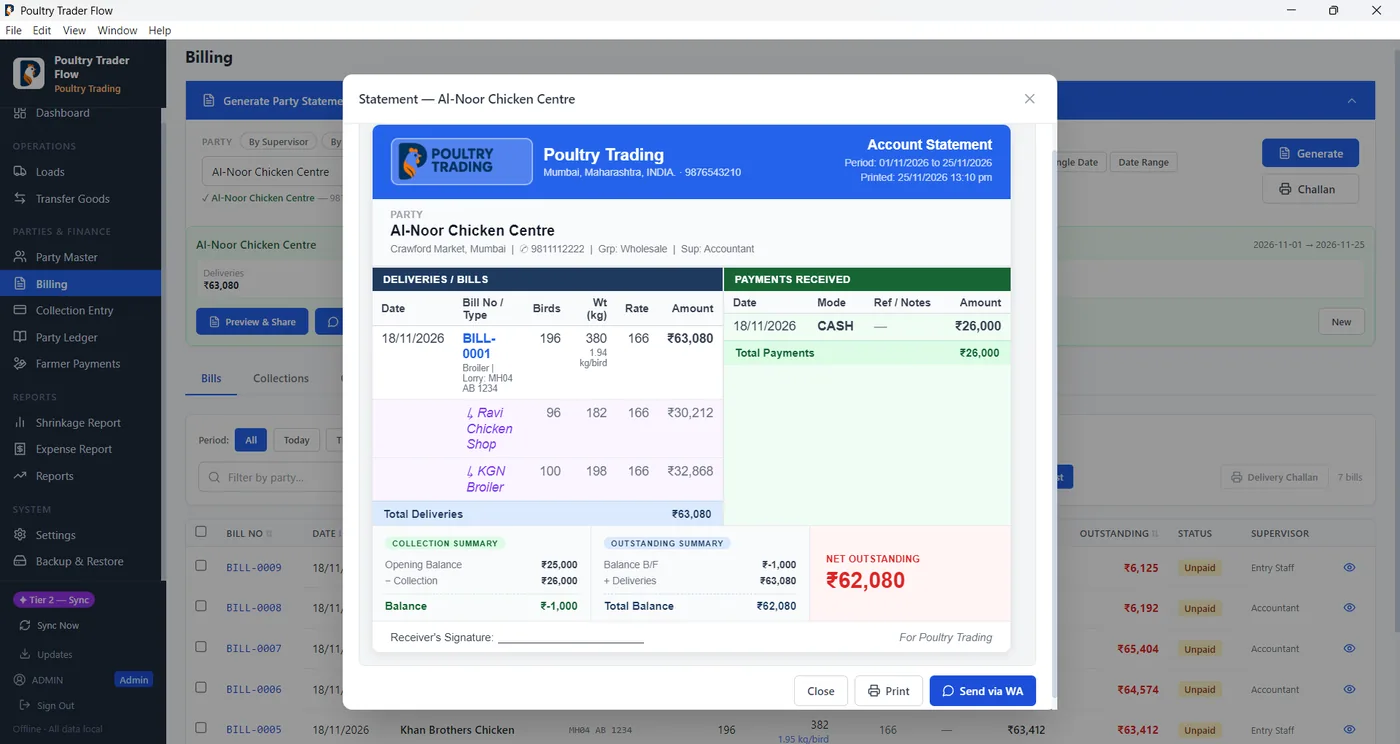 Poultry Trader Flow
File Edit View Window Help
Poultry Trader
Flow
Poultry Trading
Dashboard
OPERATIONS
Loads
Transfer Goods
PARTIES & FINANCE
Party Master
Billing
Collection Entry
Party Ledger
Farmer Payments
REPORTS
Shrinkage Report
Expense Report
Reports
SYSTEM
Settings
Backup & Restore
Tier 2 — Sync
Sync Now
Updates
ADMIN Admin
Sign Out
Offline · All data local
Billing
Generate Party Stateme
PARTY By Supervisor By
Al-Noor Chicken Centre
✓ Al-Noor Chicken Centre — 98
ngle Date Date Range
Generate
Challan
Al-Noor Chicken Centre
2026-11-01 → 2026-11-25
Deliveries
₹63,080
Preview & Share
New
Bills Collections
Period: All Today T
Filter by party...
st
Delivery Challan 7 bills
BILL NO DATE OUTSTANDING STATUS SUPERVISOR
BILL-0009 18/11/ ₹6,125 Unpaid Entry Staff
BILL-0008 18/11/ ₹6,192 Unpaid Accountant
BILL-0007 18/11/ ₹65,404 Unpaid Accountant
BILL-0006 18/11/ ₹64,574 Unpaid Accountant
BILL-0005 18/11/2026 Khan Brothers Chicken MH04 AB 1234 196 382 166 — ₹63,412 ₹63,412 Unpaid Entry Staff
1.95 kg/bird
Statement — Al-Noor Chicken Centre
POULTRY
TRADING
Poultry Trading
Mumbai, Maharashtra, INDIA. · 9876543210
Account Statement
Period: 01/11/2026 to 25/11/2026
Printed: 25/11/2026 13:10 pm
PARTY
Al-Noor Chicken Centre
Crawford Market, Mumbai | ✆ 9811112222 | Grp: Wholesale | Sup: Accountant
DELIVERIES / BILLS
Date Bill No / Type Birds Wt (kg) Rate Amount
18/11/2026 BILL-0001 196 380 166 ₹63,080
1.94 kg/bird
Broiler |
Lorry: MH04
AB 1234
↳ Ravi Chicken Shop 96 182 166 ₹30,212
↳ KGN Broiler 100 198 166 ₹32,868
Total Deliveries ₹63,080
PAYMENTS RECEIVED
Date Mode Ref / Notes Amount
18/11/2026 CASH — ₹26,000
Total Payments ₹26,000
COLLECTION SUMMARY
Opening Balance ₹25,000
− Collection ₹26,000
Balance ₹-1,000
OUTSTANDING SUMMARY
Balance B/F ₹-1,000
+ Deliveries ₹63,080
Total Balance ₹62,080
NET OUTSTANDING
₹62,080
Receiver's Signature: ________________________
For Poultry Trading
Close Print Send via WA